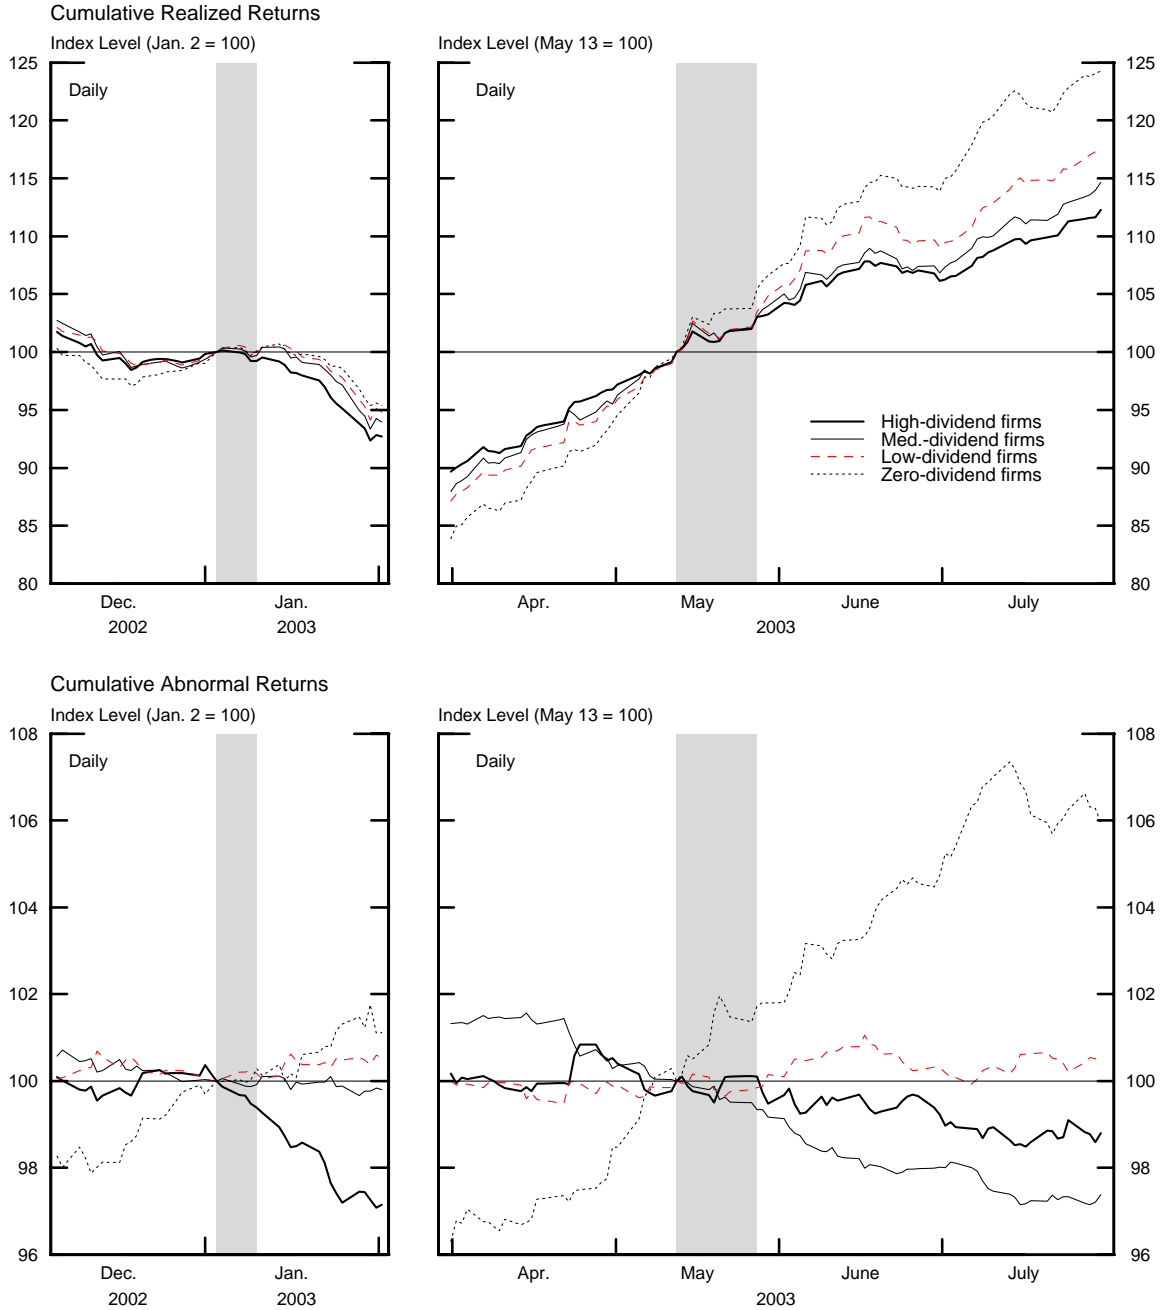 Cumulative Realized Returns
Index Level (Jan. 2 = 100)
Index Level (May 13 = 100)
125
125
Daily
Daily
120
120
115
115
110
110
105
105
100
100
95
95
High-dividend firms
Med.-dividend firms
Low-dividend firms
Zero-dividend firms
90
90
85
85
80
80
Dec.
Jan.
Apr.
May
June
July
2002
2003
2003
Cumulative Abnormal Returns
Index Level (Jan. 2 = 100)
Index Level (May 13 = 100)
108
108
Daily
Daily
106
106
104
104
102
102
100
100
98
98
96
96
Dec.
Jan.
Apr.
May
June
July
2002
2003
2003